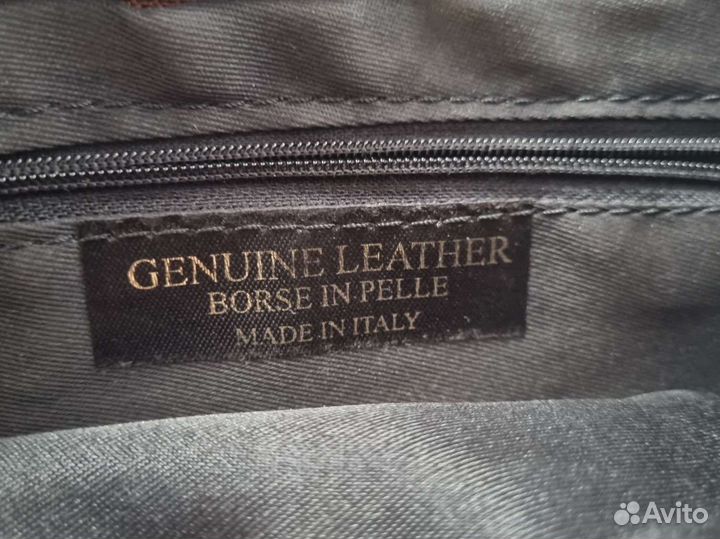 GENUINE LEATHER
BORSE IN PELLE
MADE IN ITALY
Avito